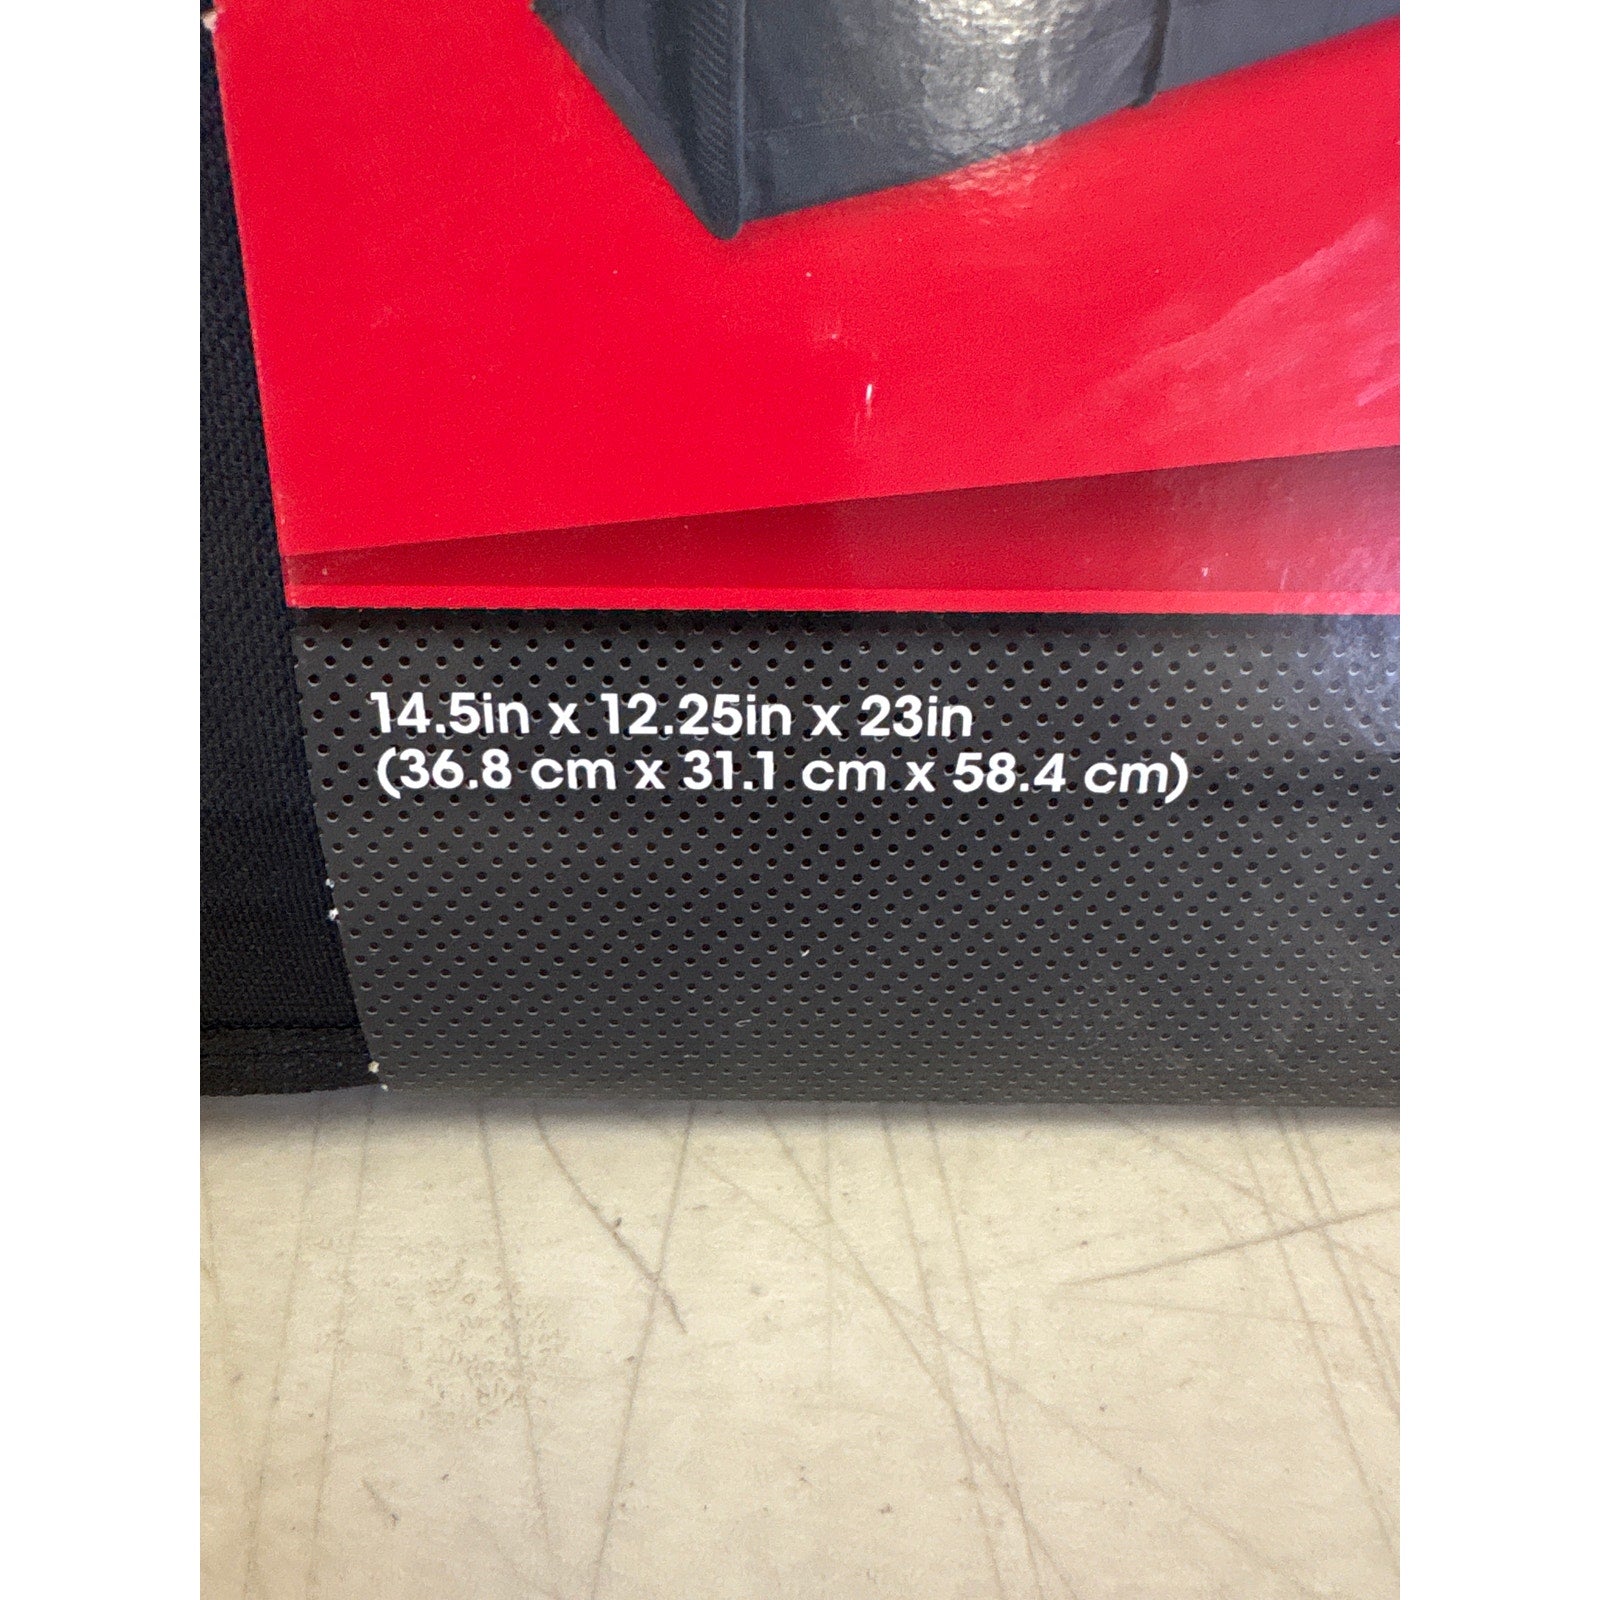 14.5in x 12.25in x 23in
(36.8 cm x 31.1 cm x 58.4 cm)